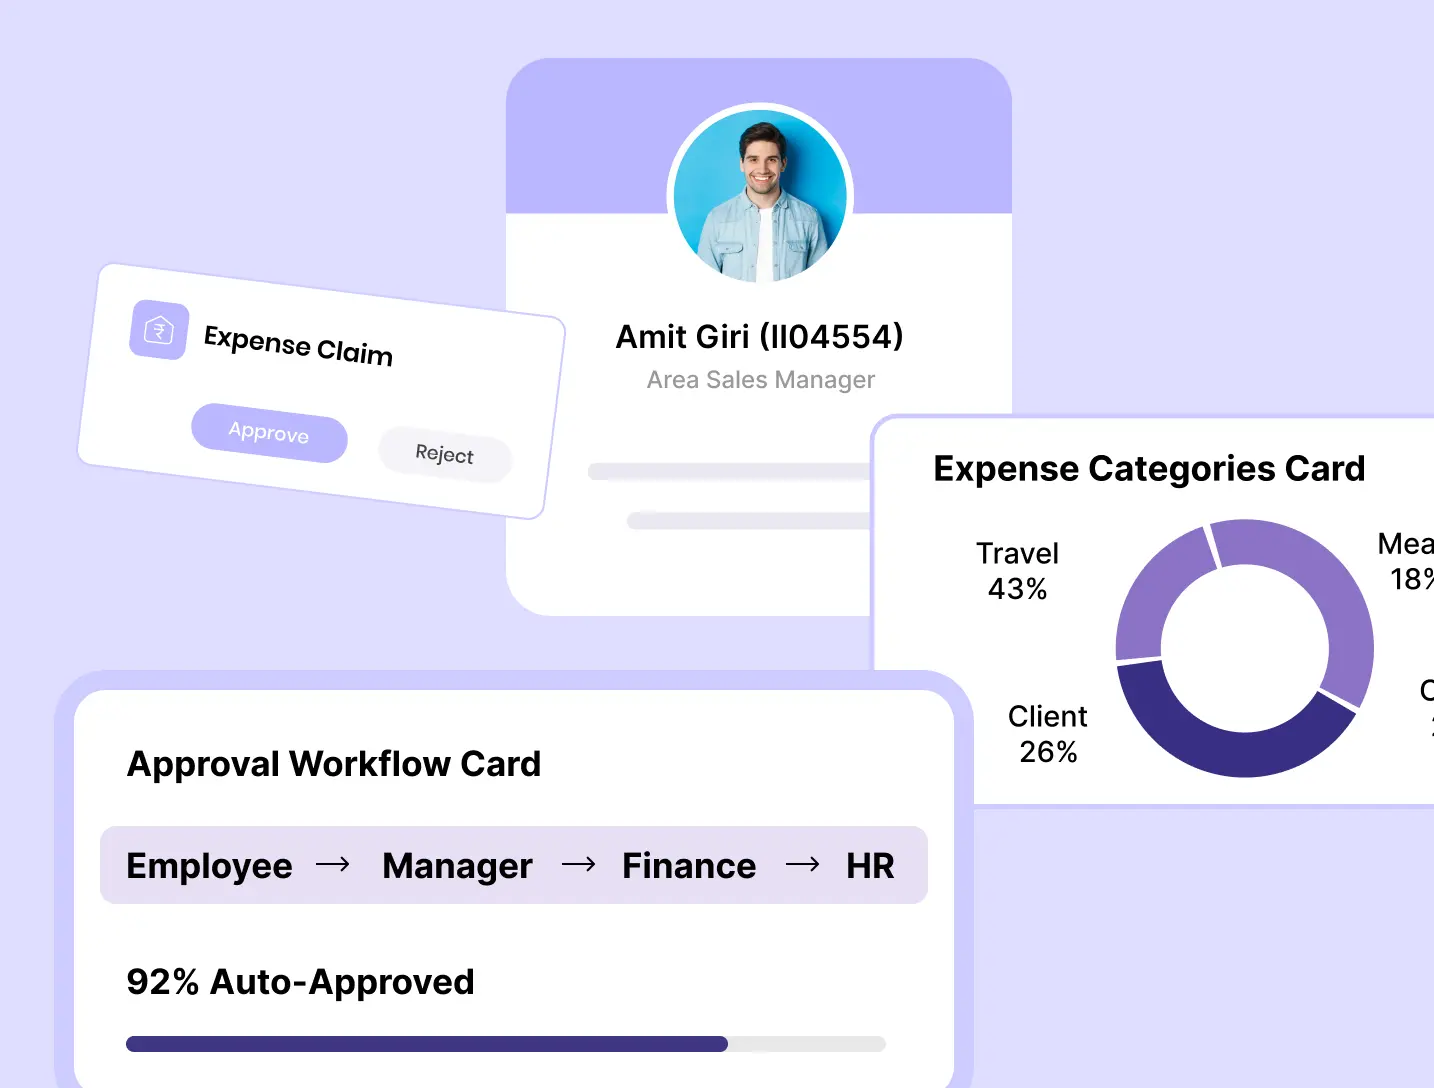 Amit Giri (II04554)
Area Sales Manager
Expense Claim
Approve
Reject
Expense Categories Card
Travel
43%
Client
26%
Approval Workflow Card
Employee → Manager → Finance → HR
92% Auto-Approved